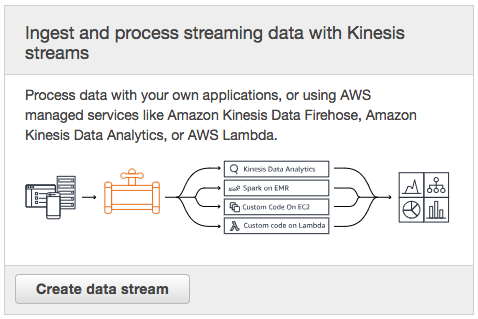 Ingest and process streaming data with Kinesis
streams
Process data with your own applications, or using AWS
managed services like Amazon Kinesis Data Firehose, Amazon
Kinesis Data Analytics, or AWS Lambda.
Kinesis Data Analytics
Spark on EMR
Custom Code On EC2
Custom code on Lambda
Create data stream